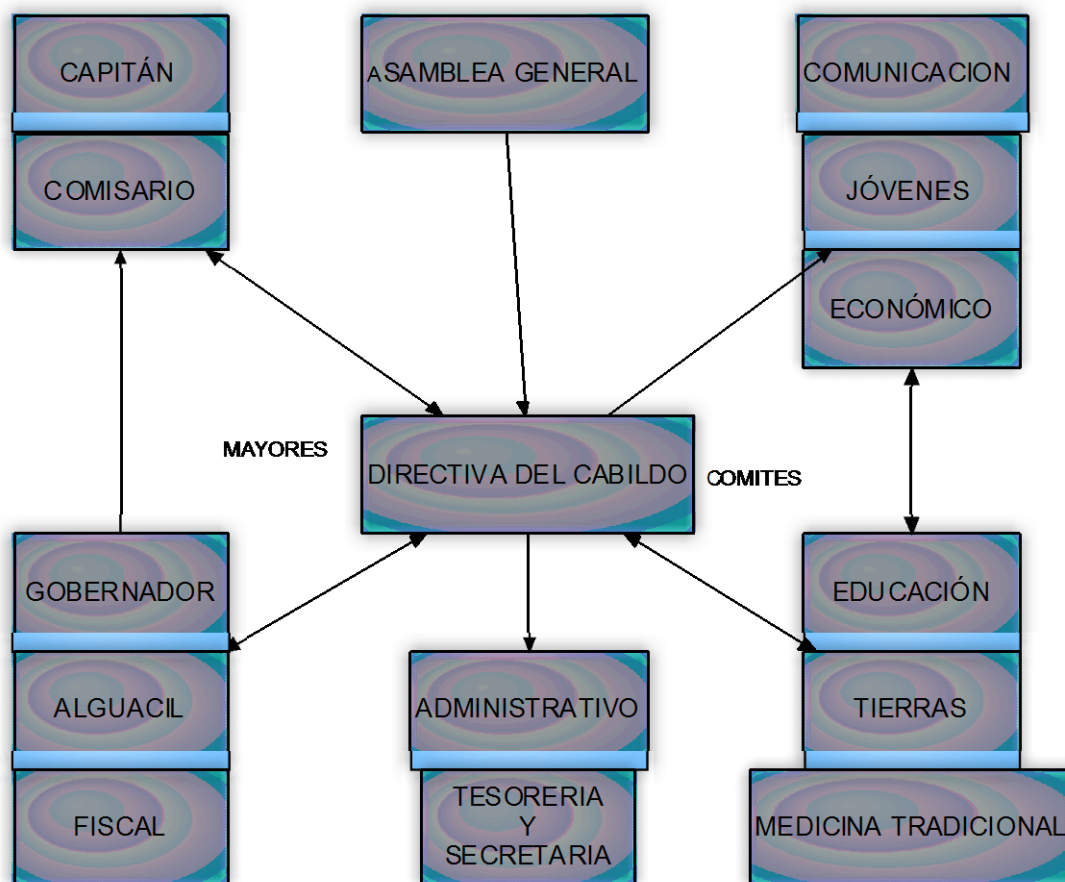 CAPITÁN
ASAMBLEA GENERAL
COMUNICACION
COMISARIO
JÓVENES
ECONÓMICO
MAYORES
DIRECTIVA DEL CABILDO
COMITES
GOBERNADOR
EDUCACIÓN
ALGUACIL
ADMINISTRATIVO
TIERRAS
FISCAL
TESORERIA
Y
SECRETARIA
MEDICINA TRADICIONAL